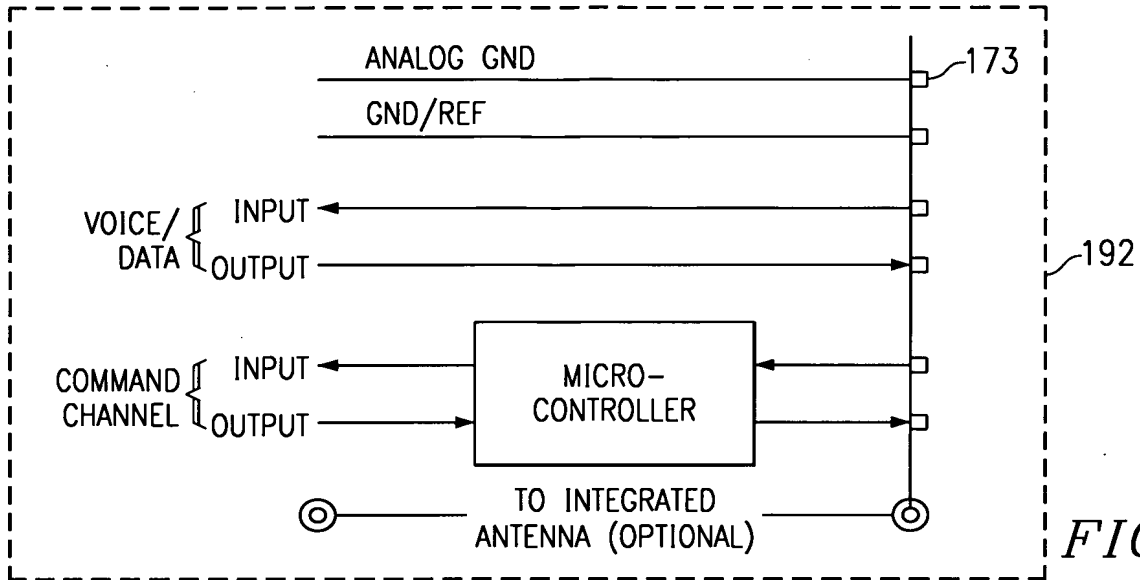 ANALOG GND
173
GND/REF
VOICE/
DATA
INPUT
OUTPUT
192
COMMAND
CHANNEL
INPUT
OUTPUT
MICRO-
CONTROLLER
TO INTEGRATED
ANTENNA (OPTIONAL)
FIG